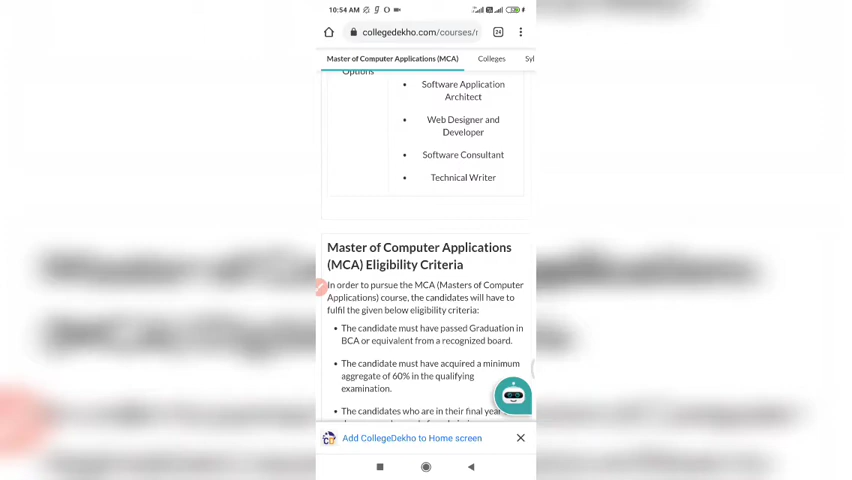 10:54 AM
collegedekho.com/courses/
24
Master of Computer Applications (MCA) Colleges Syl
Options
• Software Application
Architect
• Web Designer and
Developer
• Software Consultant
• Technical Writer
Master of Computer Applications
(MCA) Eligibility Criteria
In order to pursue the MCA (Masters of Computer
Applications) course, the candidates will have to
fulfil the given below eligibility criteria:
• The candidate must have passed Graduation in
BCA or equivalent from a recognized board.
• The candidate must have acquired a minimum
aggregate of 60% in the qualifying
examination.
• The candidates who are in their final year
Add CollegeDekho to Home screen